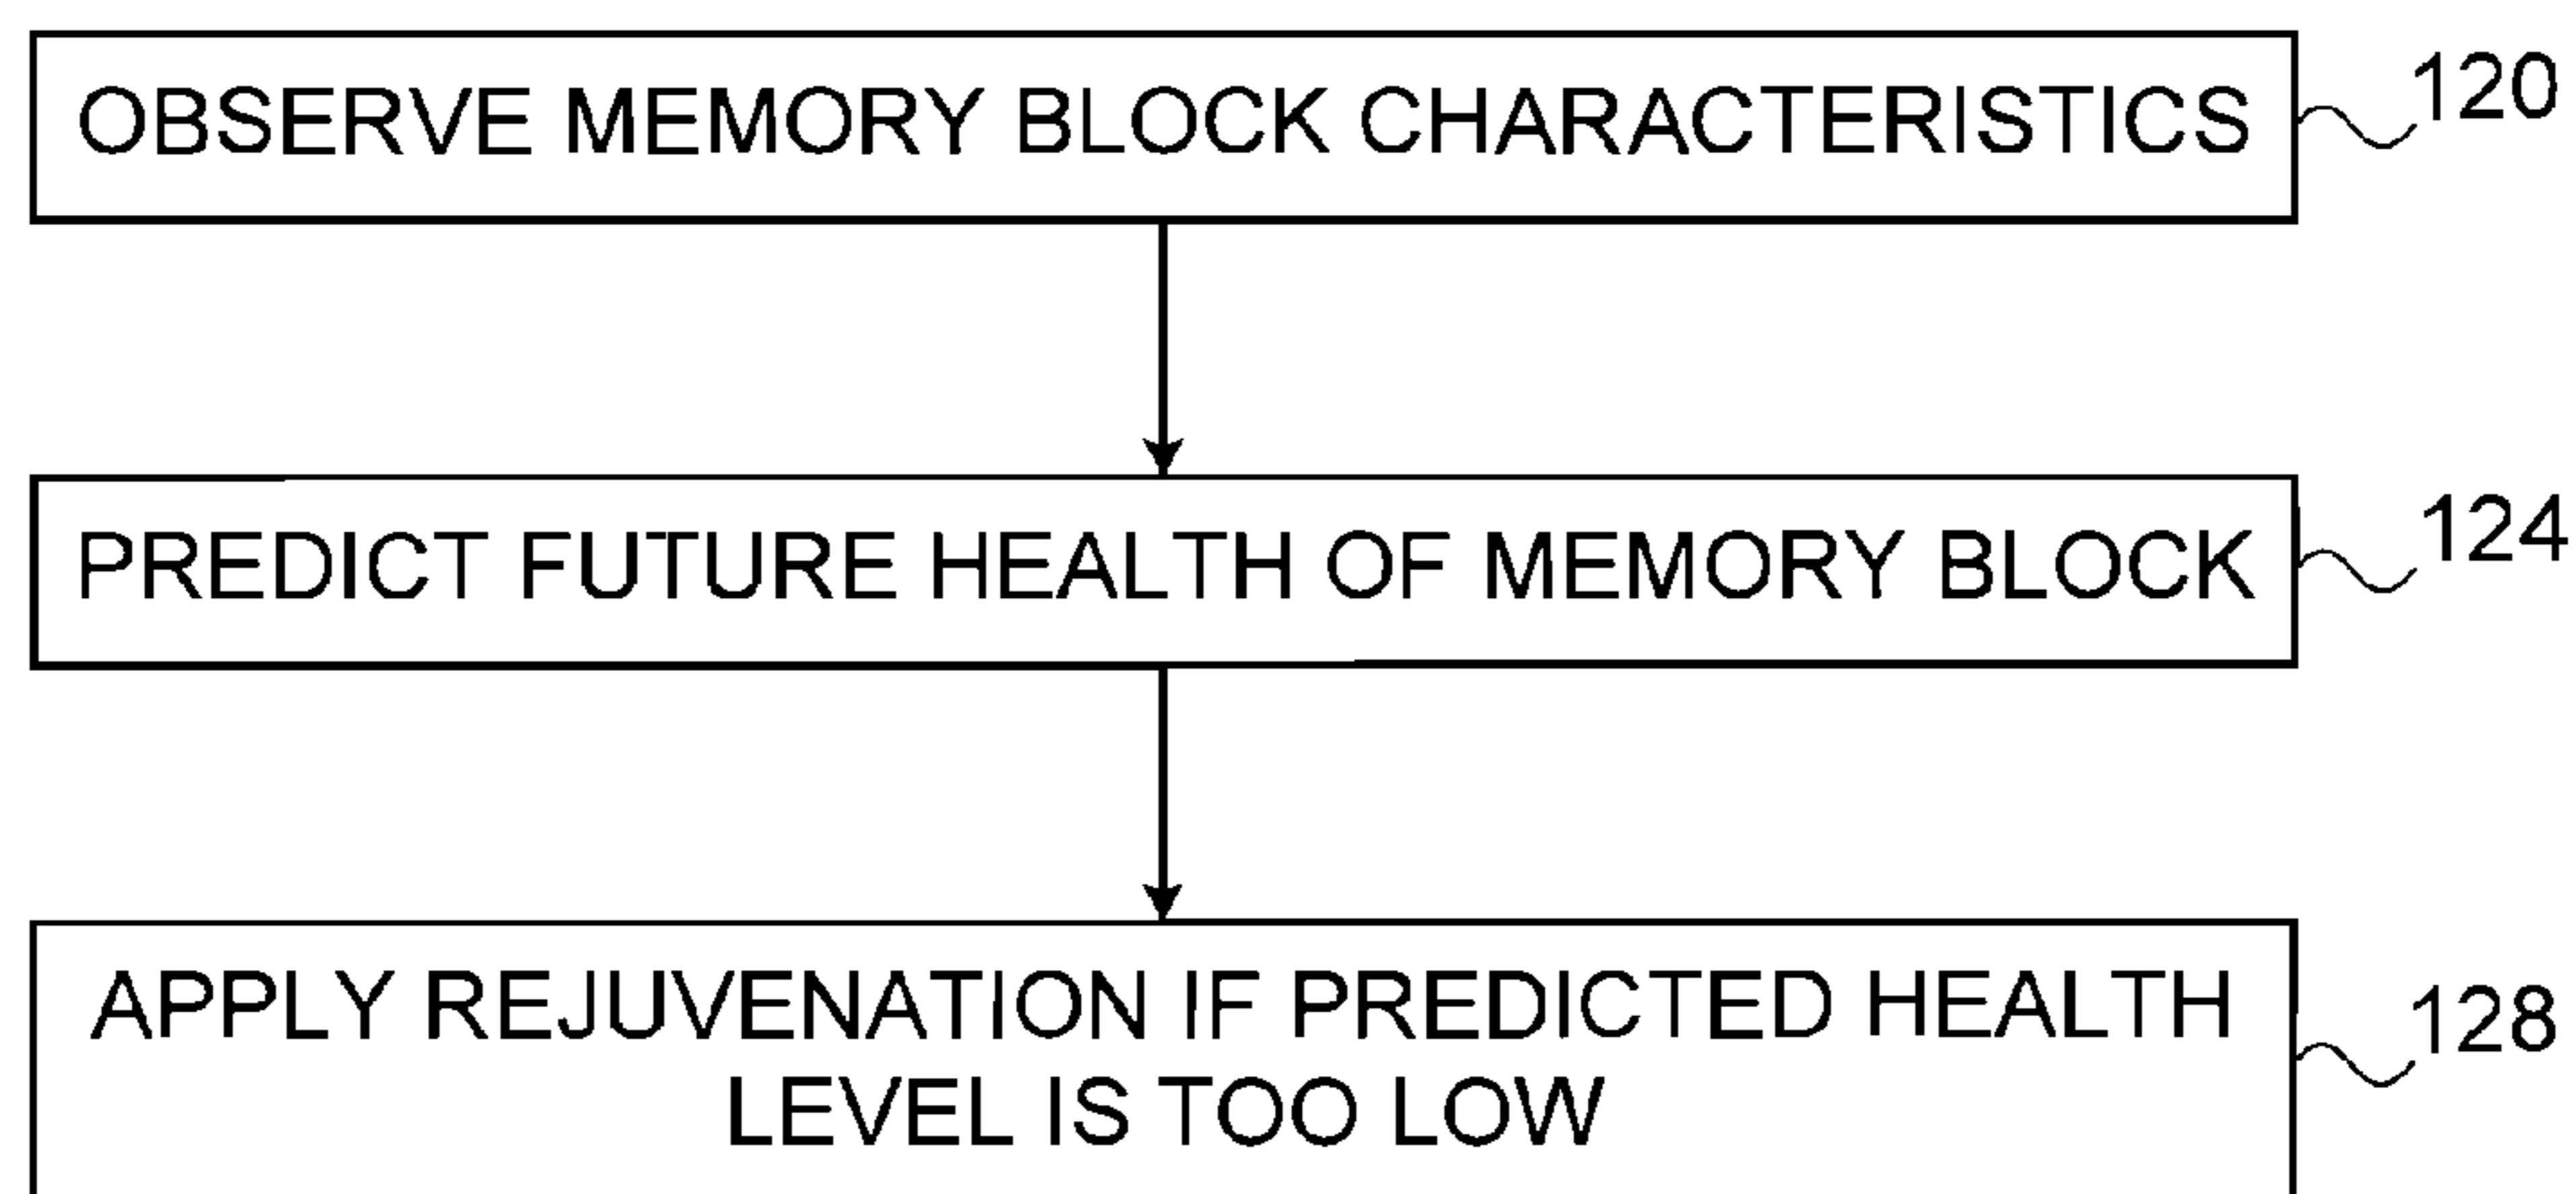 OBSERVE MEMORY BLOCK CHARACTERISTICS
120
PREDICT FUTURE HEALTH OF MEMORY BLOCK
124
APPLY REJUVENATION IF PREDICTED HEALTH
LEVEL IS TOO LOW
128